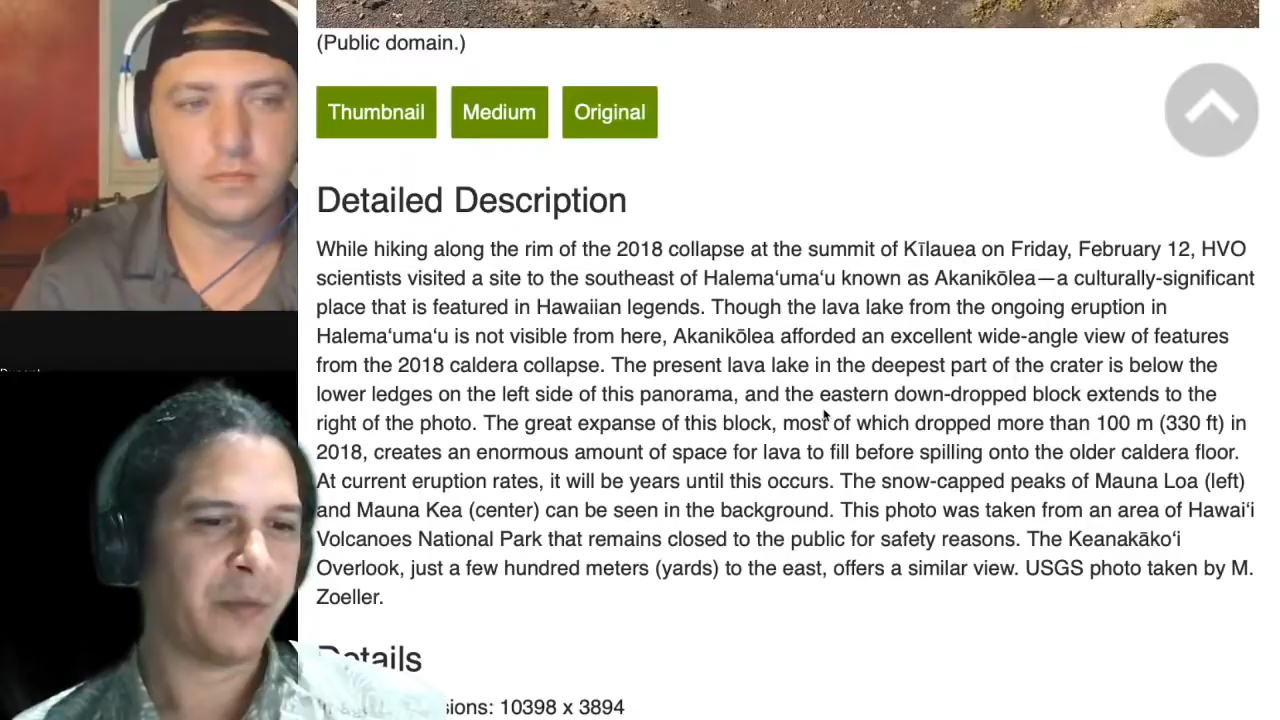 (Public domain.)
Thumbnail Medium Original
Detailed Description
While hiking along the rim of the 2018 collapse at the summit of Kīlauea on Friday, February 12, HVO
scientists visited a site to the southeast of Halemaʻumaʻu known as Akanikōlea—a culturally-significant
place that is featured in Hawaiian legends. Though the lava lake from the ongoing eruption in
Halemaʻumaʻu is not visible from here, Akanikōlea afforded an excellent wide-angle view of features
from the 2018 caldera collapse. The present lava lake in the deepest part of the crater is below the
lower ledges on the left side of this panorama, and the eastern down-dropped block extends to the
right of the photo. The great expanse of this block, most of which dropped more than 100 m (330 ft) in
2018, creates an enormous amount of space for lava to fill before spilling onto the older caldera floor.
At current eruption rates, it will be years until this occurs. The snow-capped peaks of Mauna Loa (left)
and Mauna Kea (center) can be seen in the background. This photo was taken from an area of Hawaiʻi
Volcanoes National Park that remains closed to the public for safety reasons. The Keanakākoʻi
Overlook, just a few hundred meters (yards) to the east, offers a similar view. USGS photo taken by M.
Zoeller.
Details
sions: 10398 x 3894